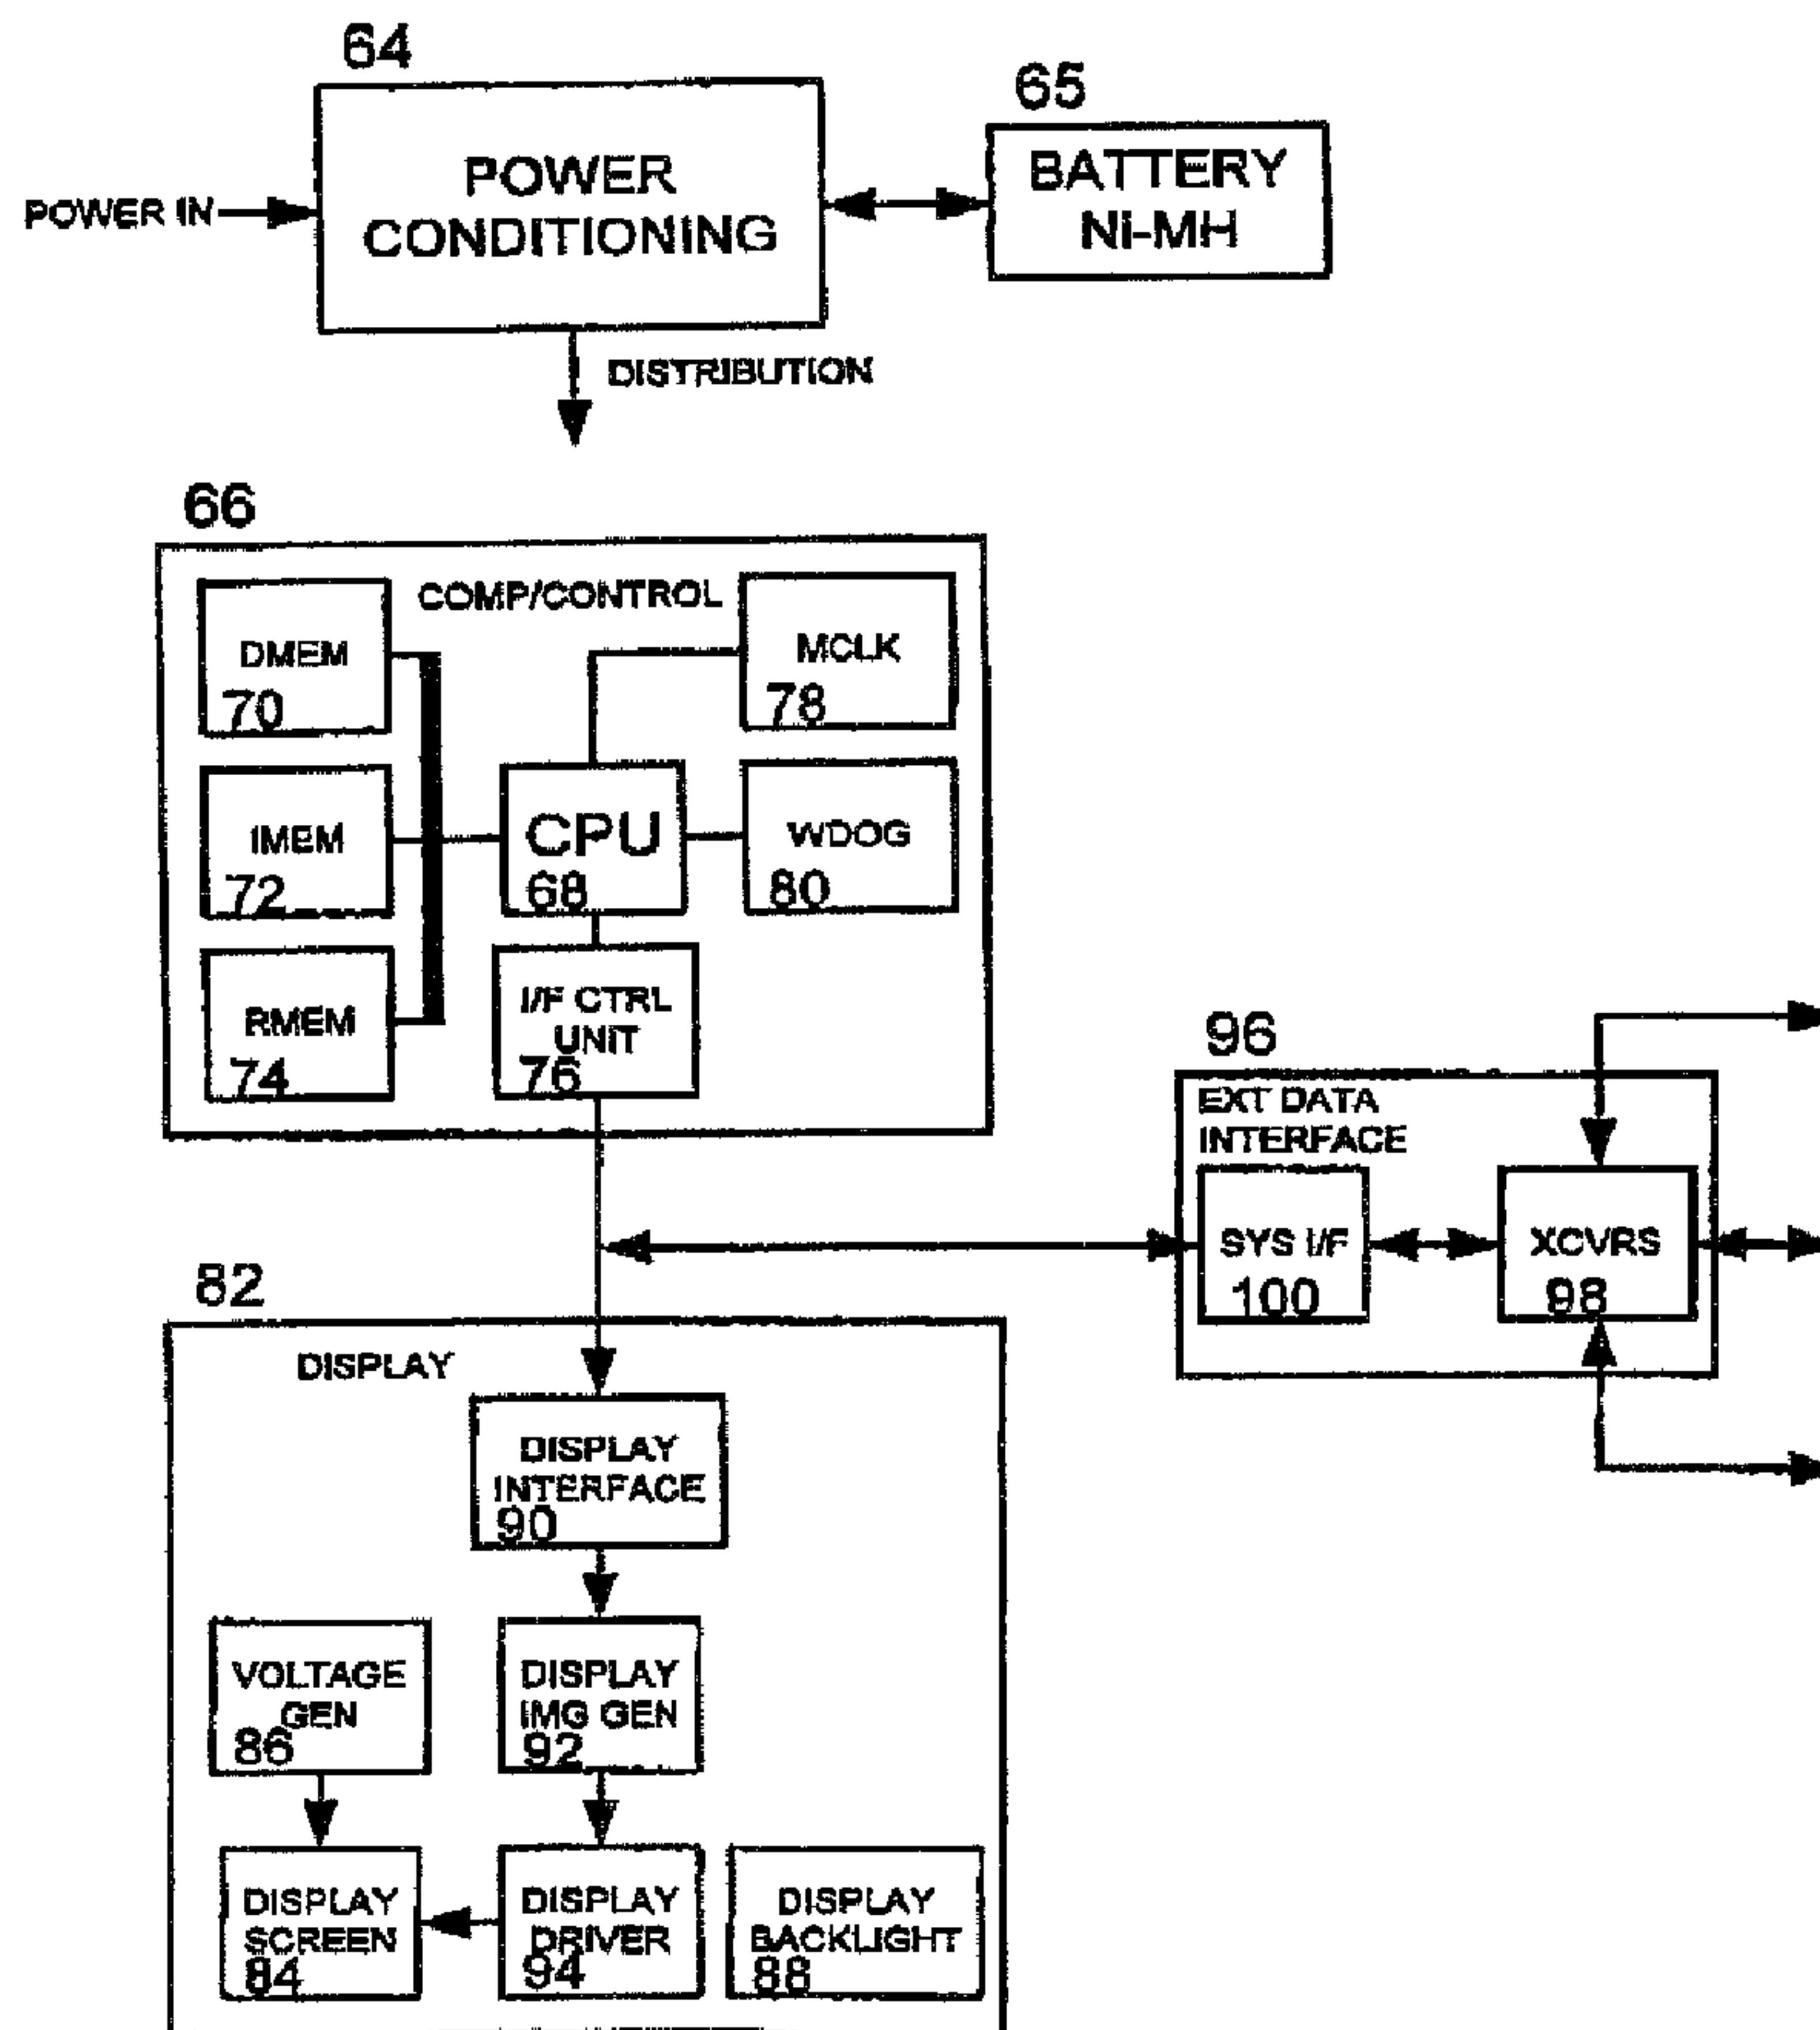 64
65
POWER
CONDITIONING
BATTERY
Ni-MH
POWER IN
DISTRIBUTION
66
COMP/CONTROL
DMEM
70
MCLK
78
IMEM
72
CPU
68
WDOG
80
RMEM
74
I/F CTRL
UNIT
76
96
EXT DATA
INTERFACE
SYS I/F
100
XCVRS
98
82
DISPLAY
DISPLAY
INTERFACE
90
VOLTAGE
GEN
86
DISPLAY
IMG GEN
92
DISPLAY
SCREEN
84
DISPLAY
DRIVER
94
DISPLAY
BACKLIGHT
88